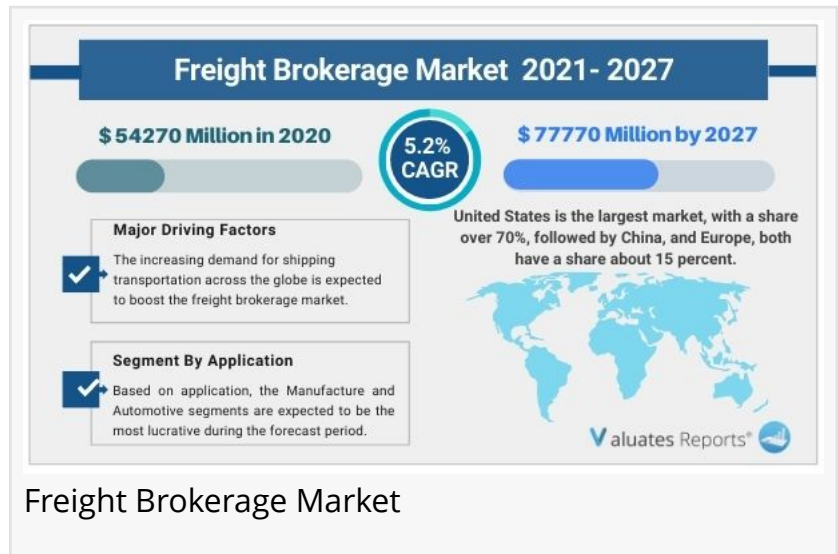 Freight Brokerage Market 2021- 2027
$ 54270 Million in 2020
5.2%
CAGR
$ 77770 Million by 2027
Major Driving Factors
The increasing demand for shipping
transportation across the globe is expected
to boost the freight brokerage market.
United States is the largest market, with a share
over 70%, followed by China, and Europe, both
have a share about 15 percent.
Segment By Application
Based on application, the Manufacture and
Automotive segments are expected to be the
most lucrative during the forecast period.
Valuates Reports®
Freight Brokerage Market